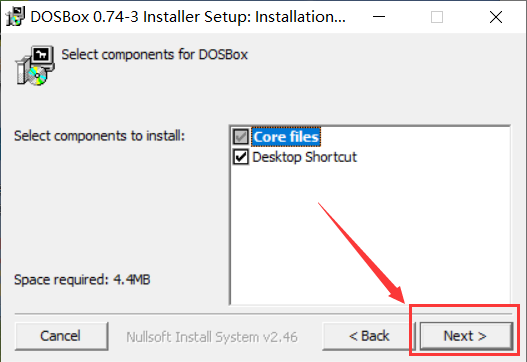 DOSBox 0.74-3 Installer Setup: Installation...
Select components for DOSBox
Select components to install:
Core files
Desktop Shortcut
Space required: 4.4MB
Cancel
Nullsoft Install System v2.46
< Back
Next >